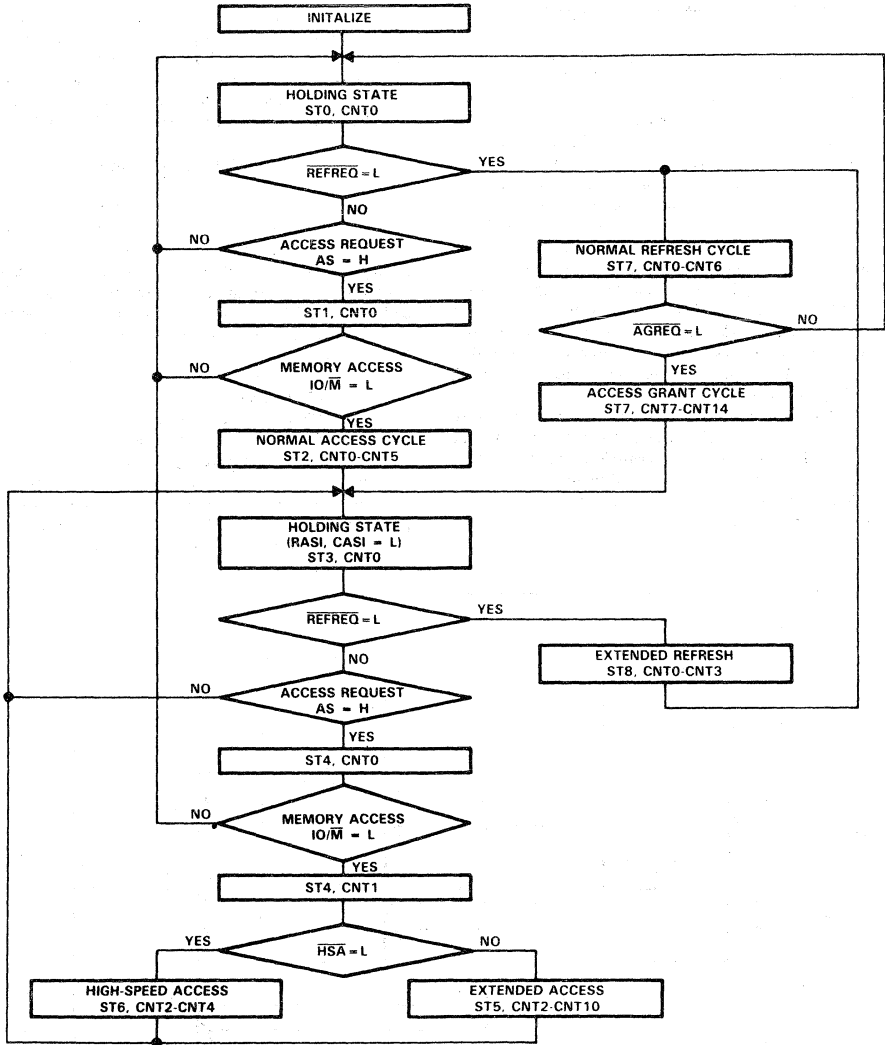 INITALIZE
HOLDING STATE
ST0, CNT0
REFREQ = L
YES
NO
NO
ACCESS REQUEST
AS = H
YES
NORMAL REFRESH CYCLE
ST7, CNT0-CNT6
ST1, CNT0
AGREQ = L
NO
NO
MEMORY ACCESS
IO/M = L
YES
YES
ACCESS GRANT CYCLE
ST7, CNT7-CNT14
NORMAL ACCESS CYCLE
ST2, CNT0-CNT5
HOLDING STATE
(RASI, CASI = L)
ST3, CNT0
REFREQ = L
YES
NO
EXTENDED REFRESH
ST8, CNT0-CNT3
NO
ACCESS REQUEST
AS = H
YES
ST4, CNT0
NO
MEMORY ACCESS
IO/M = L
YES
ST4, CNT1
YES
HSA = L
NO
HIGH-SPEED ACCESS
ST6, CNT2-CNT4
EXTENDED ACCESS
ST5, CNT2-CNT10